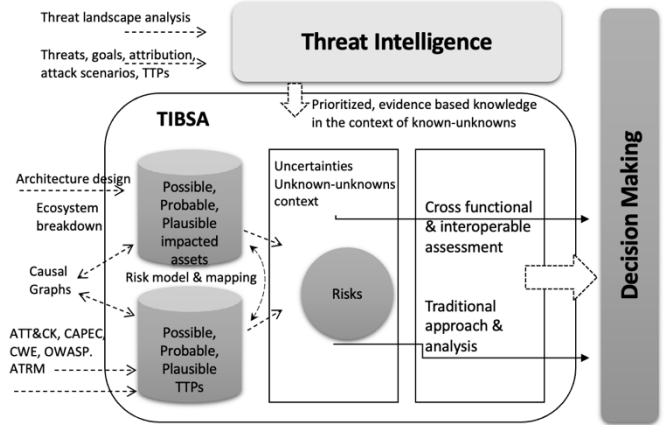 Threat landscape analysis
Threats, goals, attribution,
attack scenarios, TTPs
Threat Intelligence
Prioritized, evidence based knowledge
in the context of known-unknowns
TIBSA
Architecture design
Ecosystem
breakdown
Causal
Graphs
ATT&CK, CAPEC,
CWE, OWASP.
ATRM
Possible,
Probable,
Plausible
impacted
assets
Risk model & mapping
Possible,
Probable,
Plausible
TTPs
Uncertainties
Unknown-unknowns
context
Risks
Cross functional
& interoperable
assessment
Traditional
approach &
analysis
Decision Making